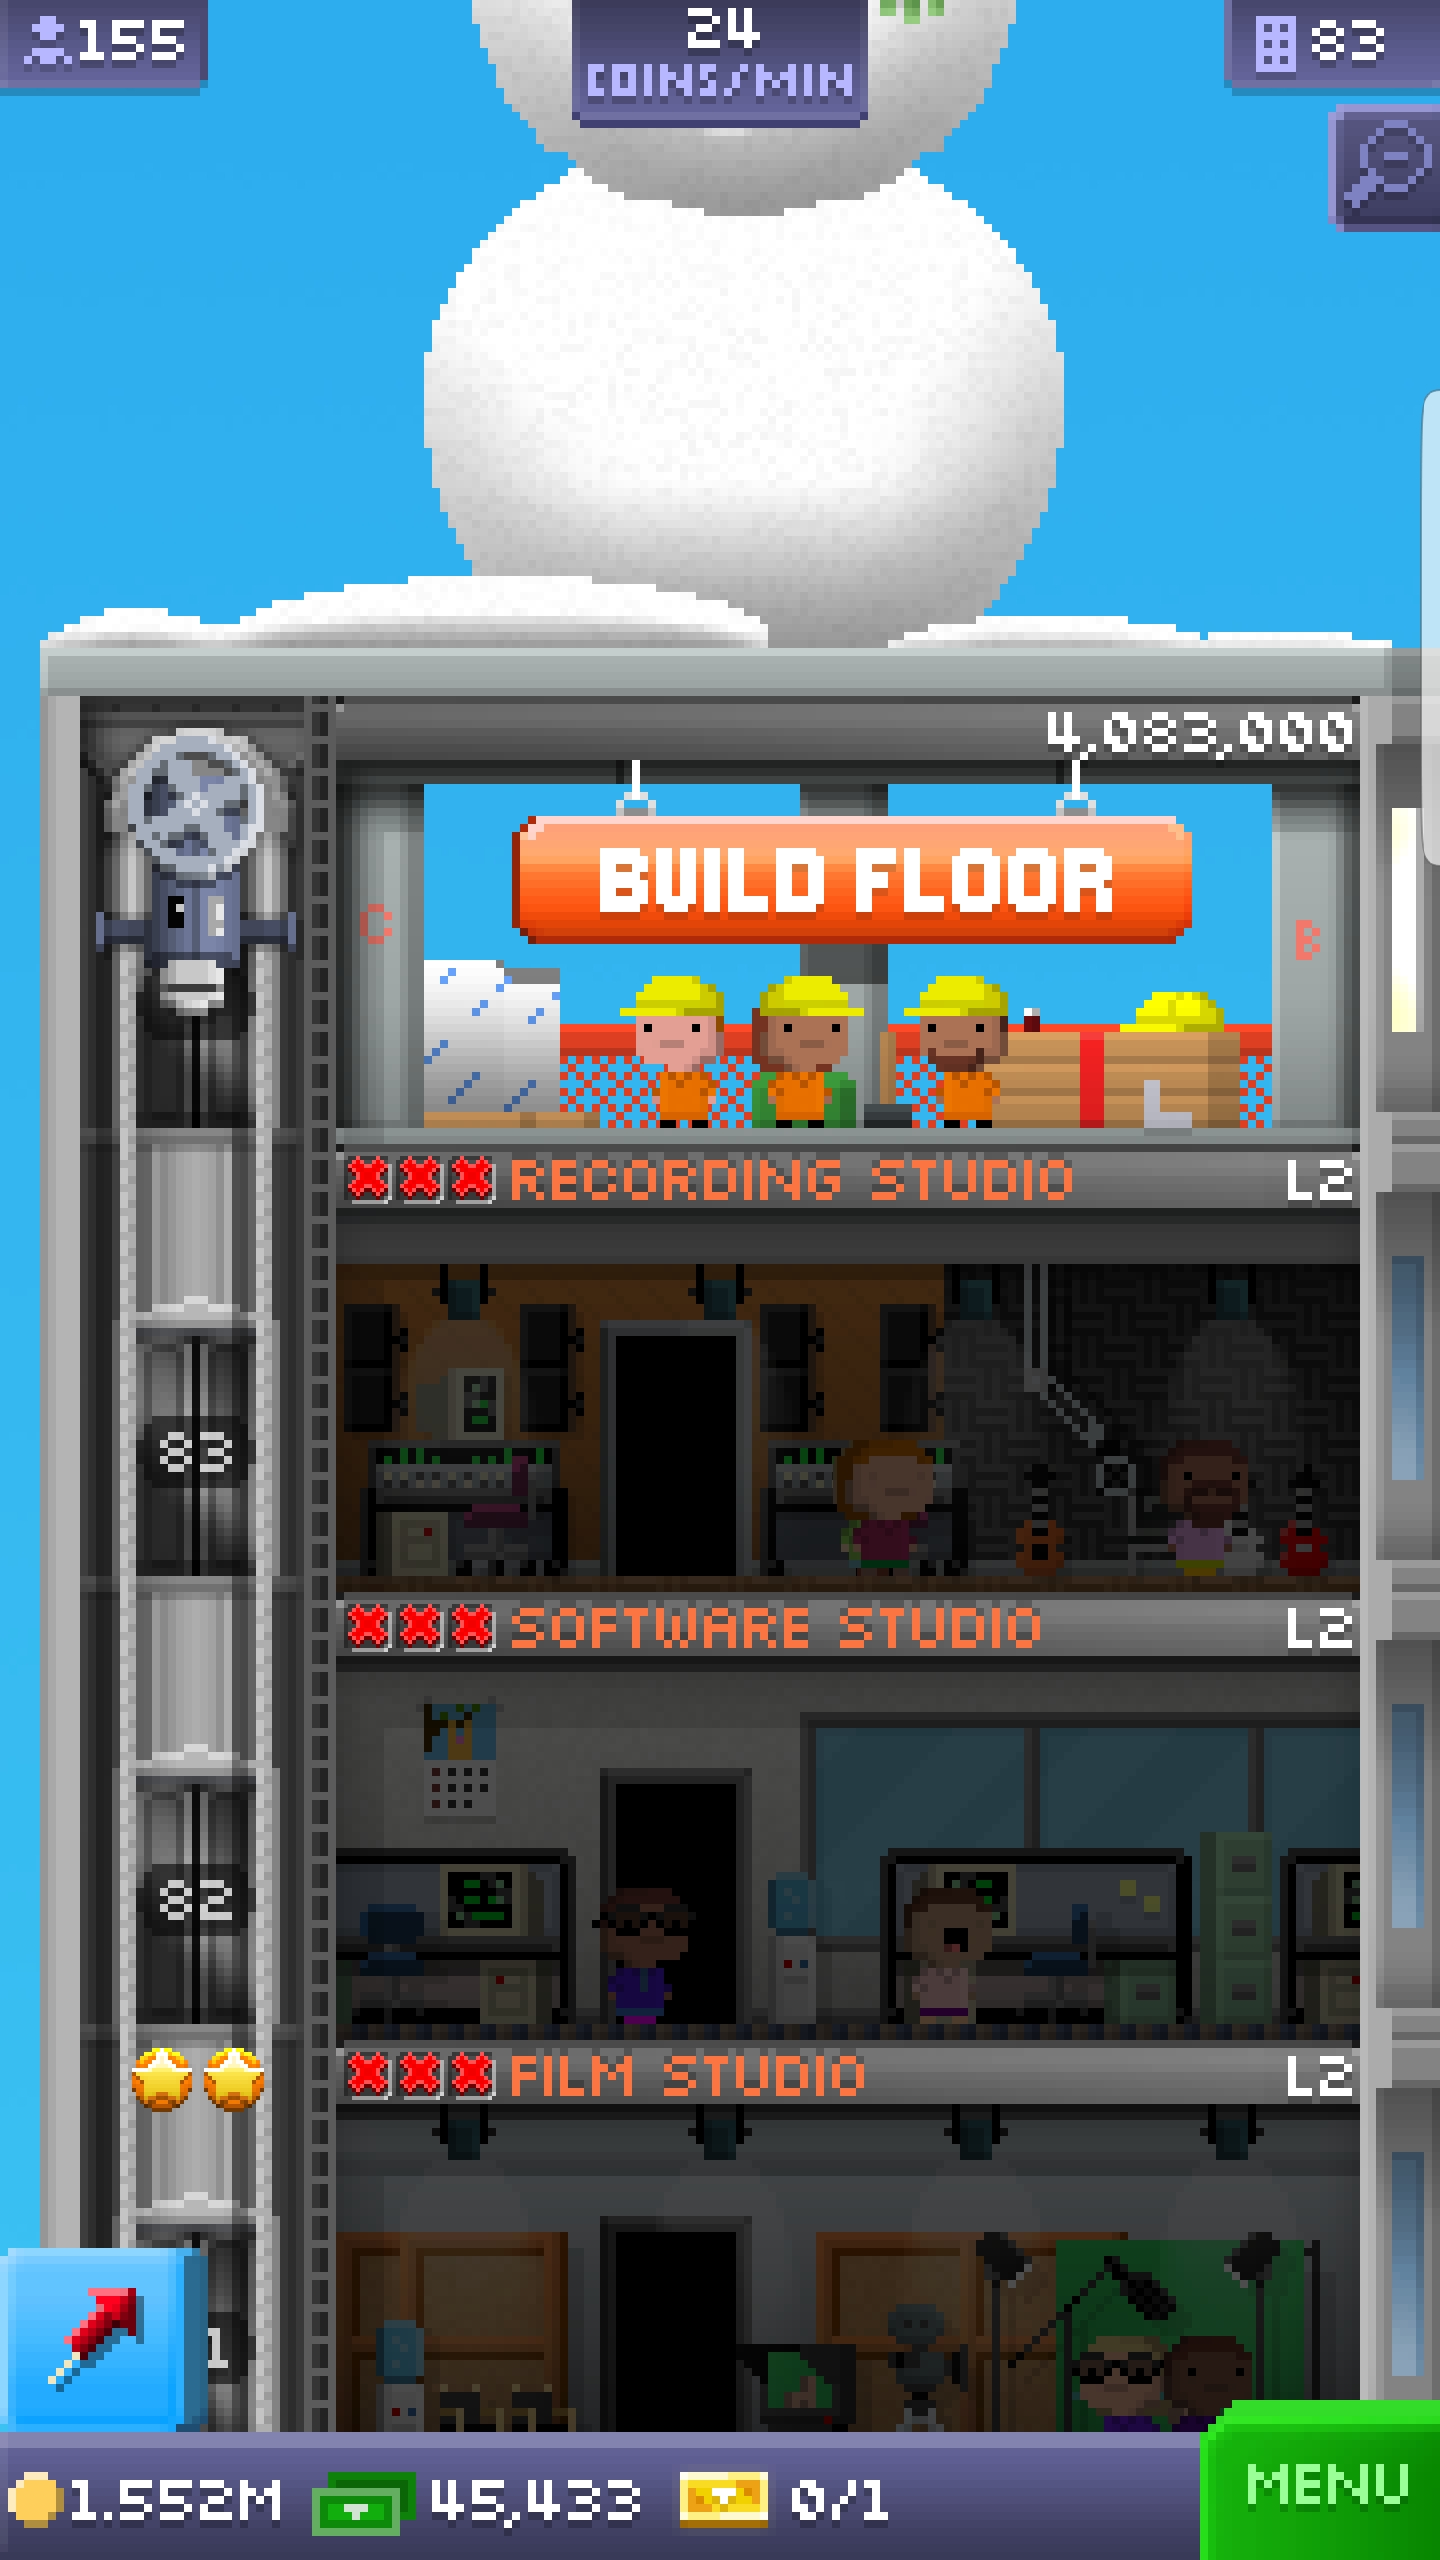 155
24
COINS/MIN
83
4,083,000
BUILD FLOOR
C
B
RECORDING STUDIO L2
83
SOFTWARE STUDIO L2
82
FILM STUDIO L2
1
1.552M 45,433 0/1
MENU